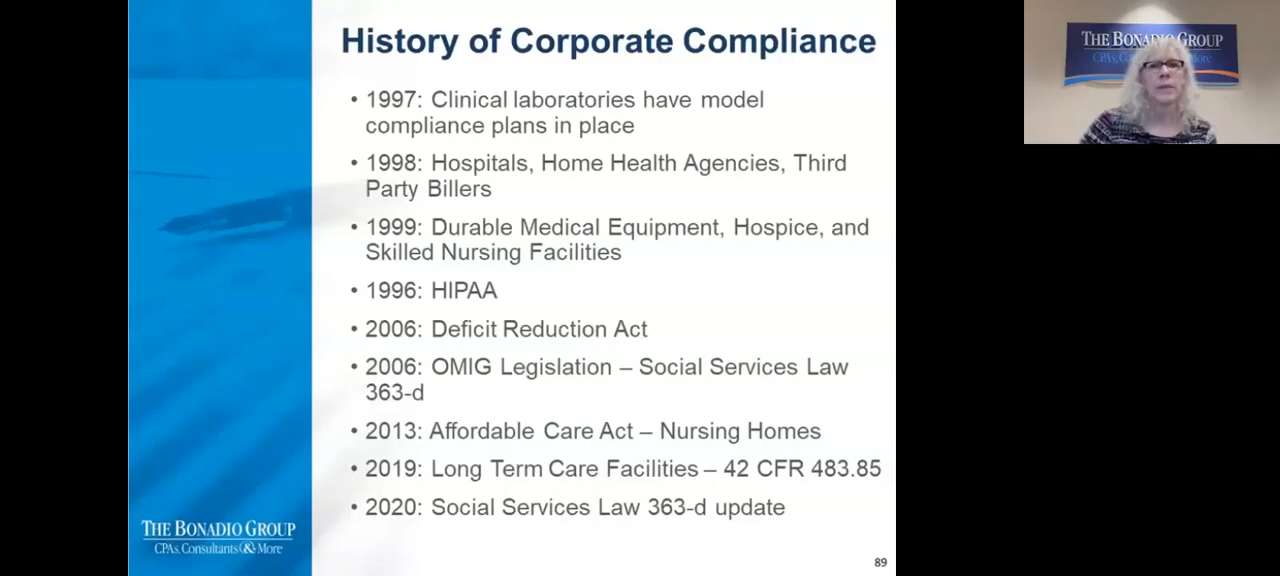 History of Corporate Compliance
• 1997: Clinical laboratories have model
compliance plans in place
• 1998: Hospitals, Home Health Agencies, Third
Party Billers
• 1999: Durable Medical Equipment, Hospice, and
Skilled Nursing Facilities
• 1996: HIPAA
• 2006: Deficit Reduction Act
• 2006: OMIG Legislation – Social Services Law
363-d
• 2013: Affordable Care Act – Nursing Homes
• 2019: Long Term Care Facilities – 42 CFR 483.85
• 2020: Social Services Law 363-d update
THE BONADIO GROUP
CPAs, Consultants & More
89
THE BONADIO GROUP
CPAs, More